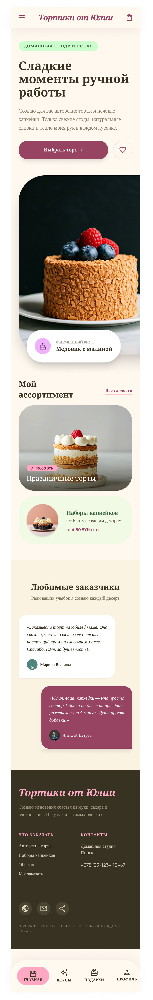 Тортики от Юлии
ДОМАШНЯЯ КОНДИТЕРСКАЯ
Сладкие
моменты ручной
работы
Создаю для вас авторские торты и нежные
капкейки. Только свежие ягоды, натуральные
сливки и тепло моих рук в каждом кусочке.
Выбрать торт →
ФИРМЕННЫЙ ВКУС
Медовик с малиной
Мой
ассортимент
Все сладости
ОТ 45.00 BYN
Праздничные торты
Наборы капкейков
От 6 штук с вашим декором
от 6.50 BYN / шт.
Любимые заказчики
Ради ваших улыбок я создаю каждый десерт
«Заказывала торт на юбилей маме. Она
сказала, что это вкус из её детства —
настоящий крем на сливочном масле.
Спасибо, Юля, за душевность!»
Марина Волкова
«Юлия, ваши капкейки — это просто
восторг! Брали на детский праздник,
разлетелись за 5 минут. Дети просят
добавки!»
Алексей Петров
Тортики от Юлии
Создаю мгновения счастья из муки, сахара и
вдохновения. Пеку как для самых близких.
ЧТО ЗАКАЗАТЬ
Авторские торты
Наборы капкейков
Обо мне
Как заказать
КОНТАКТЫ
Домашняя студия
Пинск
+375 (29) 123-45-67
© 2024 ТОРТИКИ ОТ ЮЛИИ. С ЛЮБОВЬЮ К КАЖДОМУ
ЗАКАЗУ.
ГЛАВНАЯ
ВКУСЫ
ПОДАРКИ
ПРОФИЛЬ